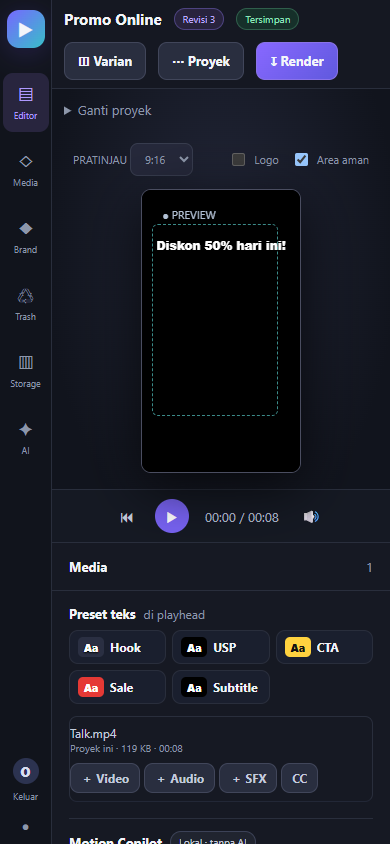 Promo Online Revisi 3 Tersimpan
Varian Proyek Render
Editor
Ganti proyek
PRATINJAU 9:16 Logo Area aman
Media
PREVIEW
Diskon 50% hari ini!
Brand
Trash
Storage
AI
00:00 / 00:08
Media 1
Preset teks di playhead
Aa Hook Aa USP Aa CTA
Aa Sale Aa Subtitle
Talk.mp4
Proyek ini · 119 KB · 00:08
+ Video + Audio + SFX CC
O
Keluar
Motion Copilot Lokal · tanpa AI